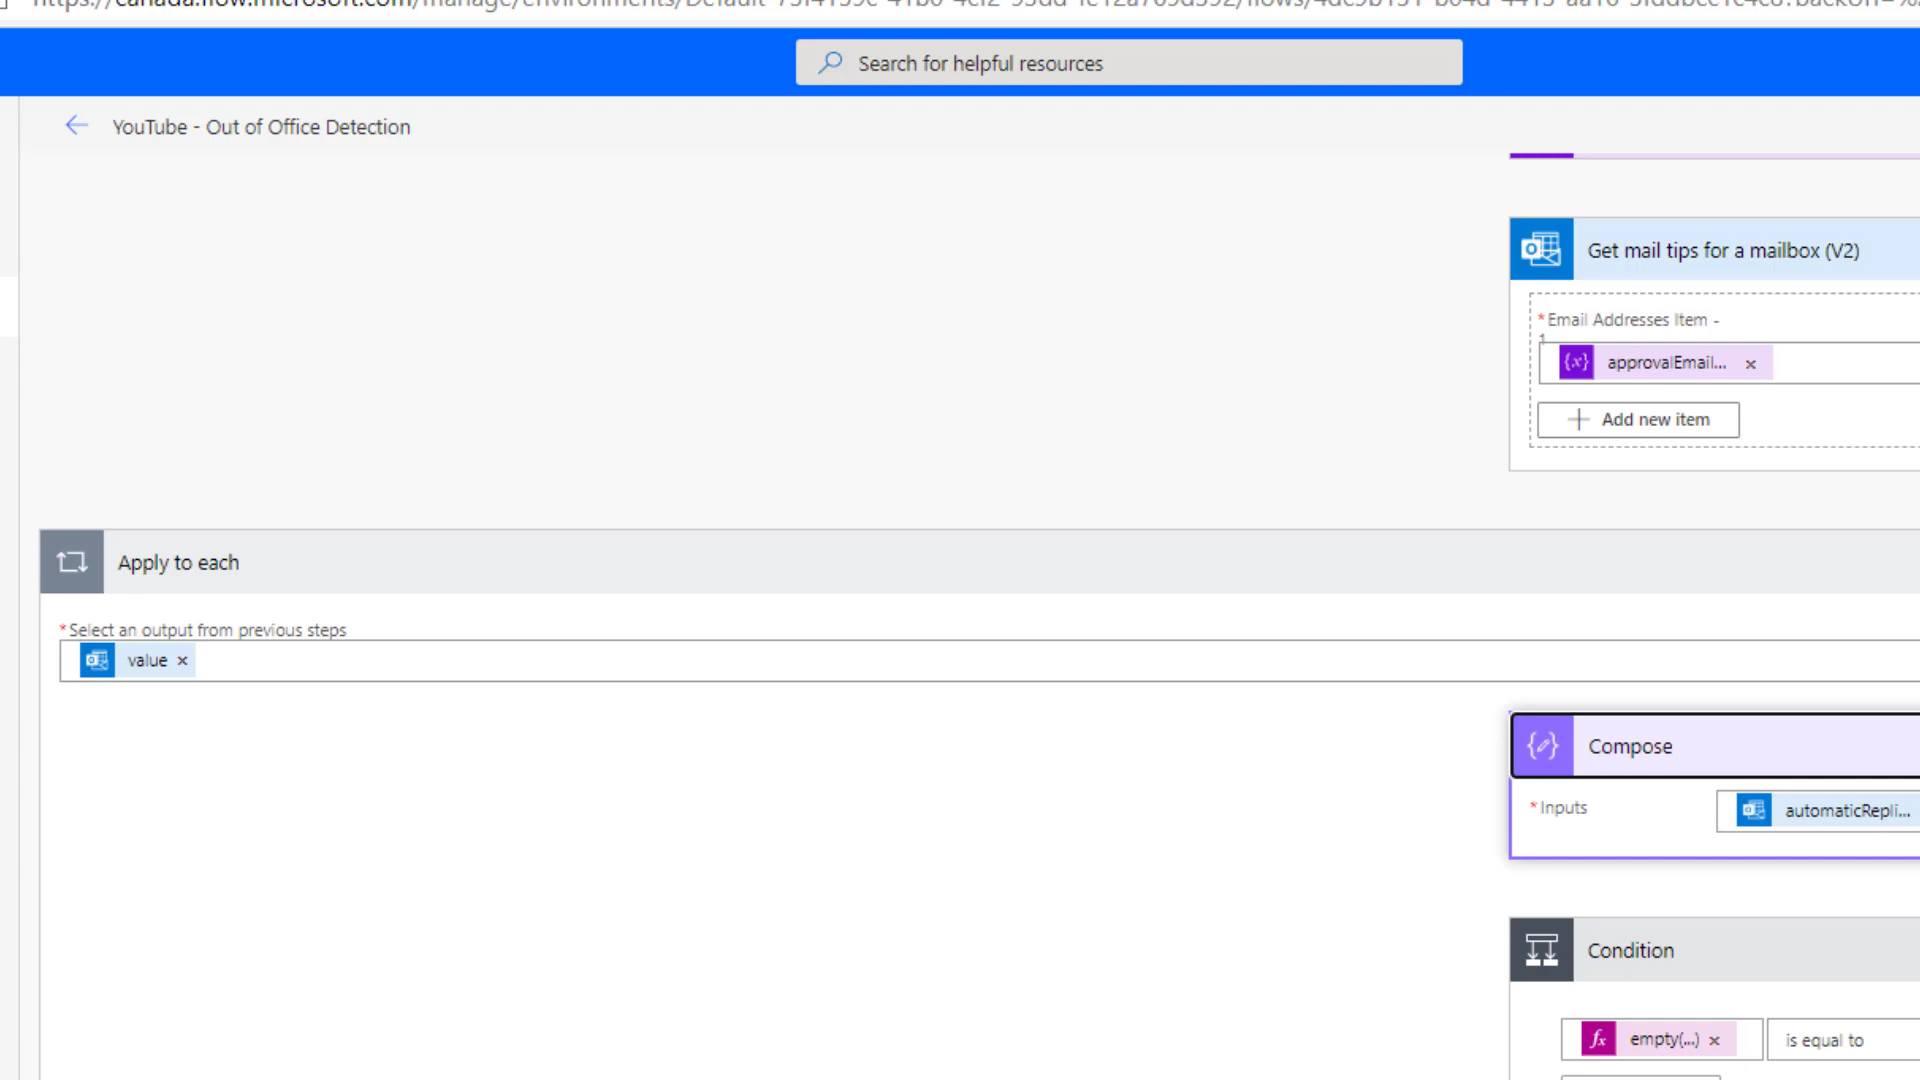 Search for helpful resources
YouTube - Out of Office Detection
Get mail tips for a mailbox (V2)
*Email Addresses Item -
1
{x} approvalEmail... ×
+ Add new item
Apply to each
*Select an output from previous steps
value ×
Compose
*Inputs
automaticRepli...
Condition
fx empty(...) ×
is equal to